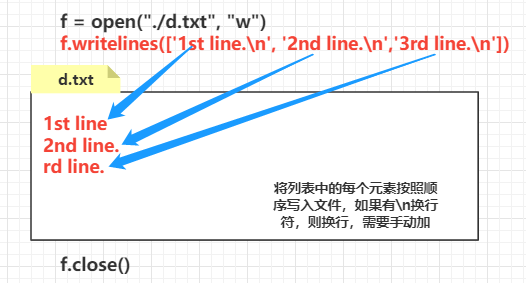 f = open("./d.txt", "w")
f.writelines(['1st line.\n', '2nd line.\n','3rd line.\n'])
d.txt
1st line
2nd line.
rd line.
将列表中的每个元素按照顺
序写入文件，如果有\n换行
符，则换行，需要手动加
f.close()